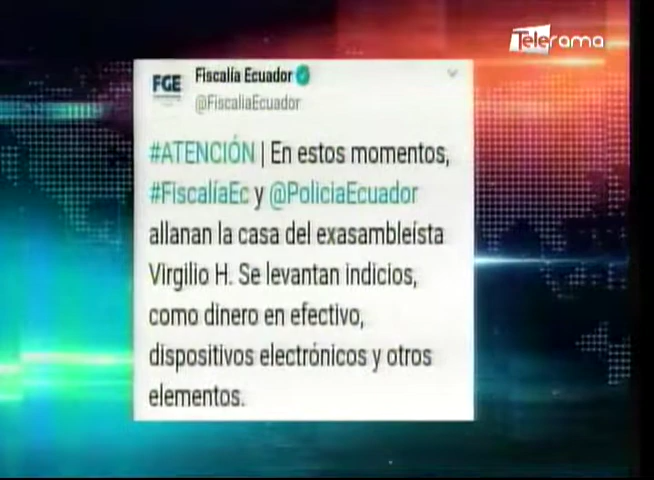 Telerama
FGE
Fiscalía Ecuador
@FiscaliaEcuador
#ATENCIÓN | En estos momentos,
#FiscalíaEc y @PoliciaEcuador
allanan la casa del exasambleísta
Virgilio H. Se levantan indicios,
como dinero en efectivo,
dispositivos electrónicos y otros
elementos.